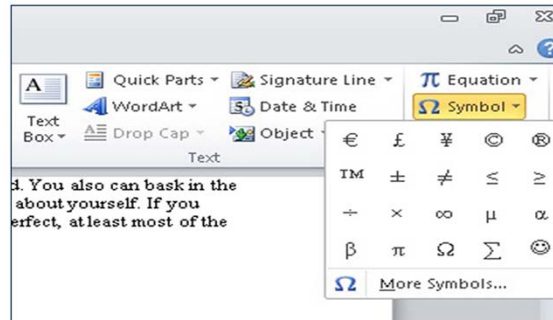 Quick Parts
Signature Line
π Equation
A
WordArt
Date & Time
Ω Symbol
Text
Box
Drop Cap
Object
Text
€ £ ¥ © ®
™ ± ≠ ≤ ≥
÷ × ∞ µ α
β π Ω ∑ ☺
Ω More Symbols...
d. You also can bask in the
about yourself. If you
erfect, at least most of the